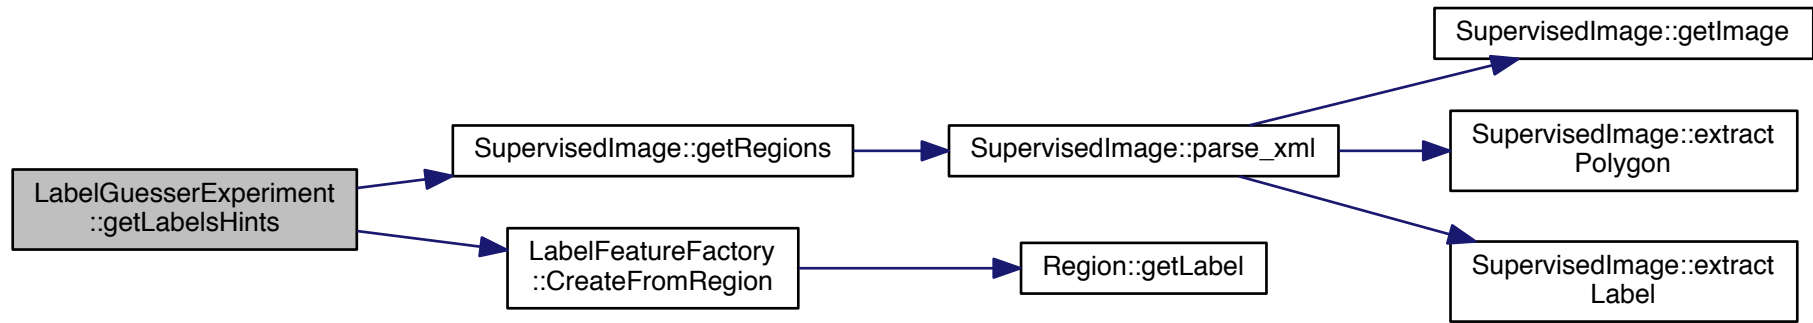 LabelGuesserExperiment
::getLabelsHints
SupervisedImage::getRegions
LabelFeatureFactory
::CreateFromRegion
SupervisedImage::parse_xml
Region::getLabel
SupervisedImage::getImage
SupervisedImage::extract
Polygon
SupervisedImage::extract
Label